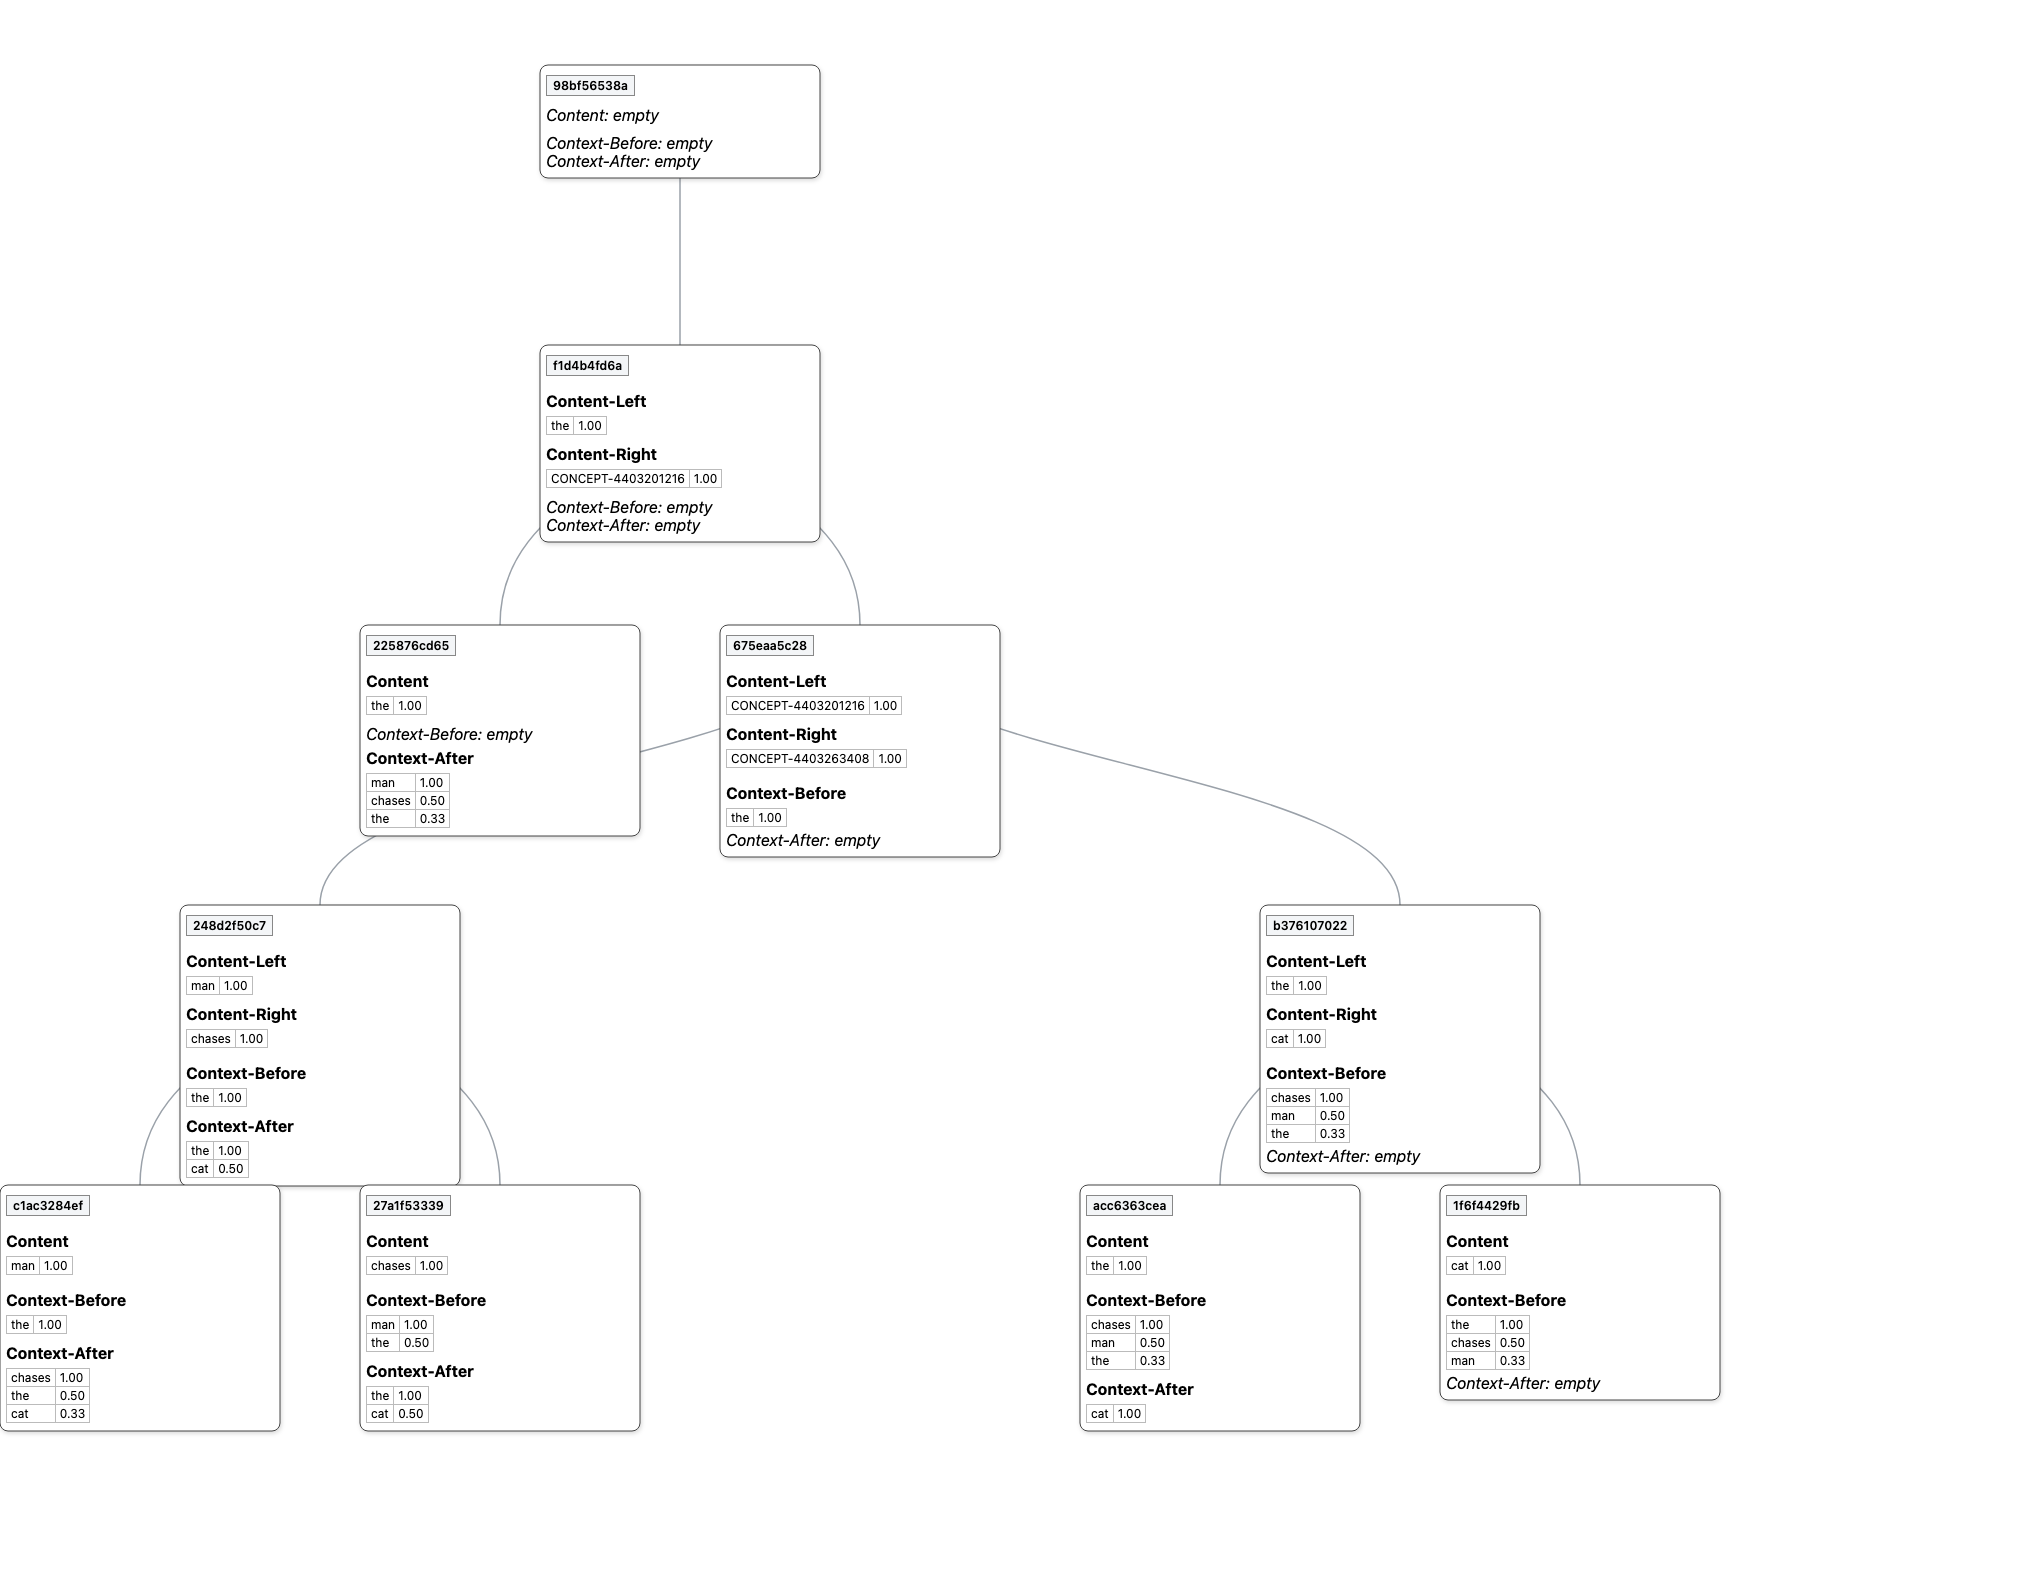 98bf56538a
Content: empty
Context-Before: empty
Context-After: empty
f1d4b4fd6a
Content-Left
the 1.00
Content-Right
CONCEPT-4403201216 1.00
Context-Before: empty
Context-After: empty
225876cd65
Content
the 1.00
Context-Before: empty
Context-After
man 1.00
chases 0.50
the 0.33
675eaa5c28
Content-Left
CONCEPT-4403201216 1.00
Content-Right
CONCEPT-4403263408 1.00
Context-Before
the 1.00
Context-After: empty
248d2f50c7
Content-Left
man 1.00
Content-Right
chases 1.00
Context-Before
the 1.00
Context-After
the 1.00
cat 0.50
b376107022
Content-Left
the 1.00
Content-Right
cat 1.00
Context-Before
chases 1.00
man 0.50
the 0.33
Context-After: empty
c1ac3284ef
Content
man 1.00
Context-Before
the 1.00
Context-After
chases 1.00
the 0.50
cat 0.33
27a1f53339
Content
chases 1.00
Context-Before
man 1.00
the 0.50
Context-After
the 1.00
cat 0.50
acc6363cea
Content
the 1.00
Context-Before
chases 1.00
man 0.50
the 0.33
Context-After
cat 1.00
1f6f4429fb
Content
cat 1.00
Context-Before
the 1.00
chases 0.50
man 0.33
Context-After: empty